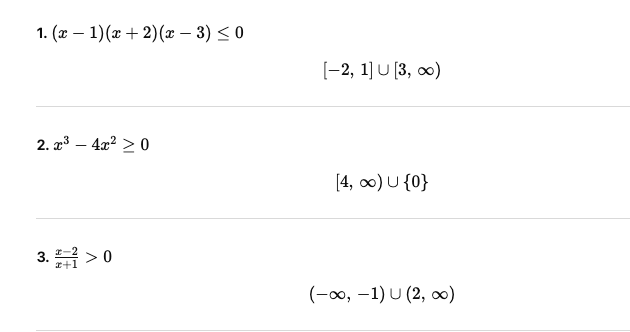 1. (x − 1)(x + 2)(x − 3) ≤ 0
[−2, 1] ∪ [3, ∞)
2. x³ − 4x² ≥ 0
[4, ∞) ∪ {0}
3. \frac{x−2}{x+1} > 0
(−∞, −1) ∪ (2, ∞)